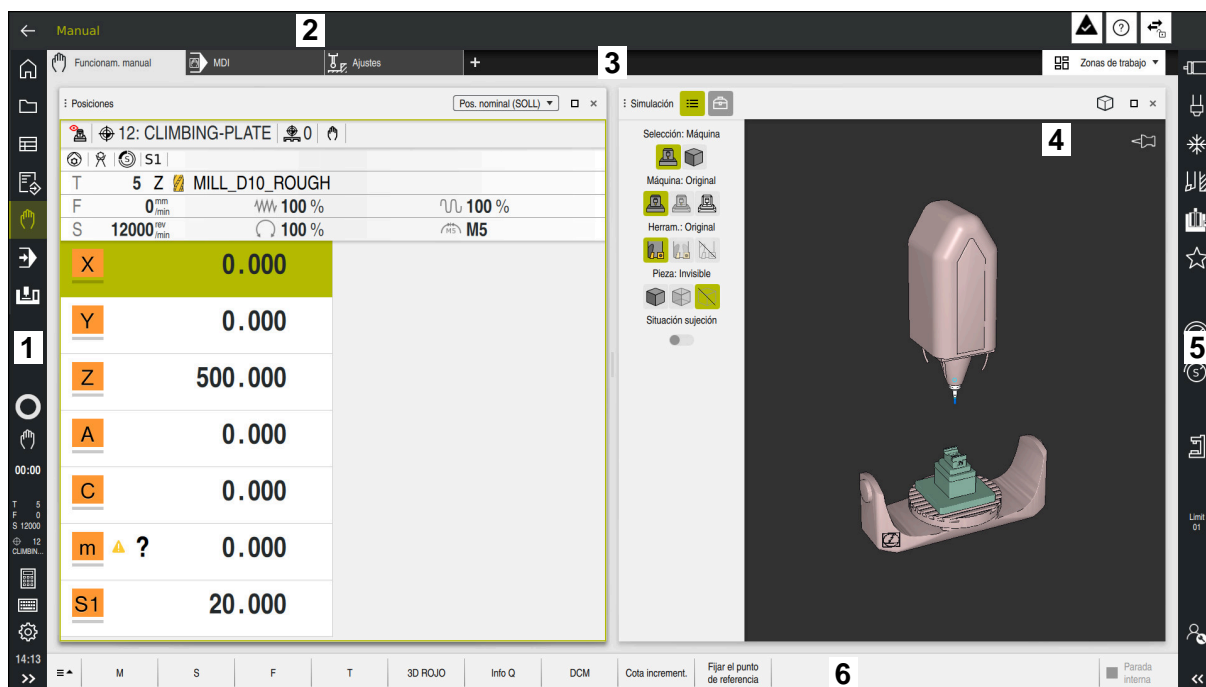 Manual
2
Funcionam. manual
MDI
Ajustes
+
3
Zonas de trabajo
Posiciones
Pos. nominal (SOLL)
12: CLIMBING-PLATE
0
S1
T 5 Z MILL_D10_ROUGH
F 0 mm/min 100 % 100 %
S 12000 rev/min 100 % M5
X 0.000
Y 0.000
Z 500.000
A 0.000
C 0.000
m ? 0.000
S1 20.000
Simulación
4
Selección: Máquina
Máquina: Original
Herram.: Original
Pieza: Invisible
Situación sujeción
1
00:00
T 5
F 0
S 12000
12
CLIMBIN...
14:13
5
S
Limit
01
M
S
F
T
3D ROJO
Info Q
DCM
Cota increment.
Fijar el punto
de referencia
6
Parada
interna